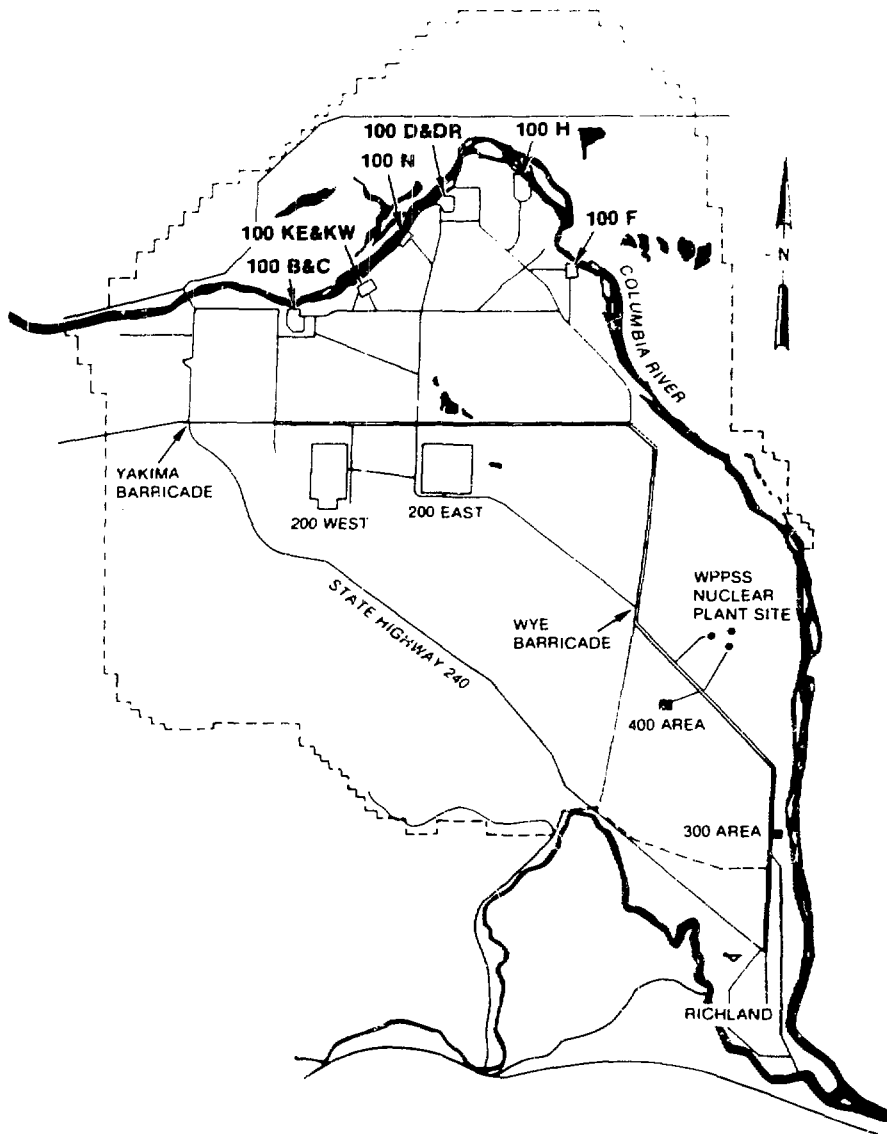 100 D&DR
100 H
100 N
100 KE&KW
100 B&C
100 F
N
COLUMBIA RIVER
YAKIMA
BARRICADE
200 WEST
200 EAST
STATE HIGHWAY 240
WYE
BARRICADE
WPPSS
NUCLEAR
PLANT SITE
400 AREA
300 AREA
RICHLAND